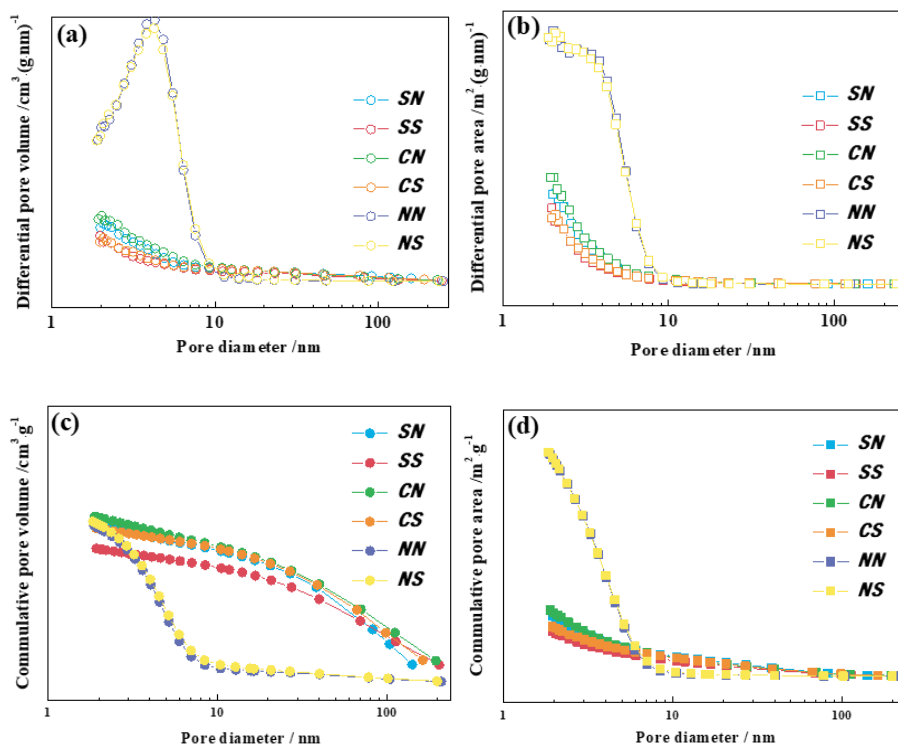 (a)
Differential pore volume /cm³ (g·nm)⁻¹
SN
SS
CN
CS
NN
NS
1
10
100
Pore diameter /nm
(b)
Differential pore area /m² (g·nm)⁻¹
SN
SS
CN
CS
NN
NS
1
10
100
Pore diameter /nm
(c)
Commulative pore volume /cm³·g⁻¹
SN
SS
CN
CS
NN
NS
1
10
100
Pore diameter / nm
(d)
Commulative pore area /m²·g⁻¹
SN
SS
CN
CS
NN
NS
1
10
100
Pore diameter / nm